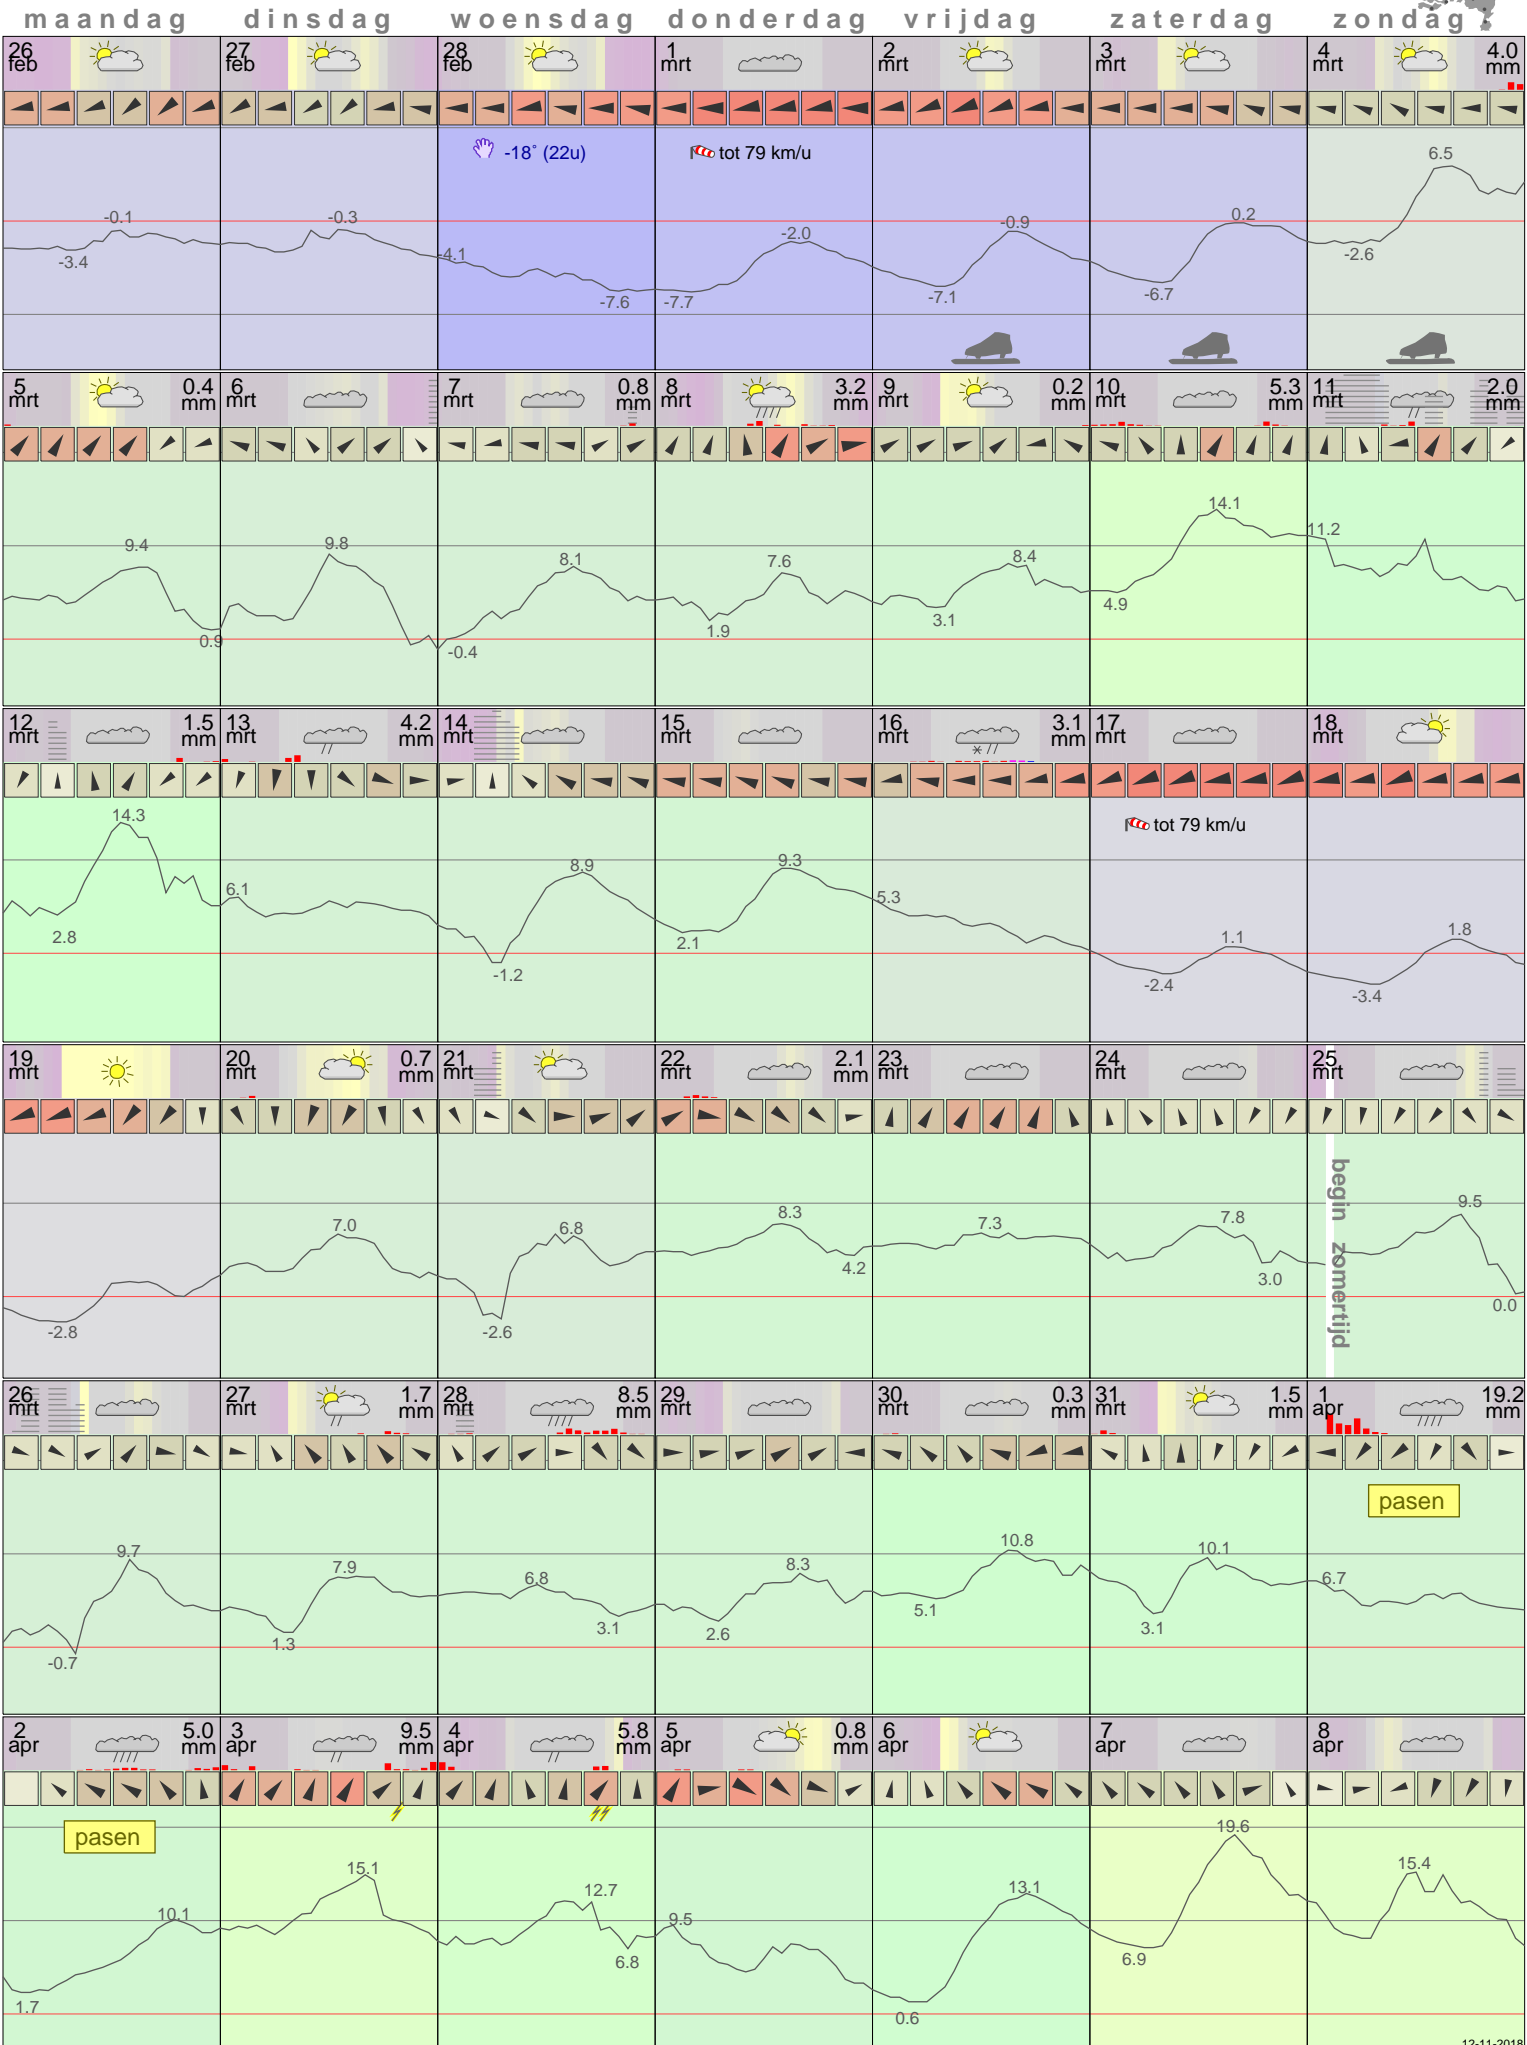 maandag dinsdag woensdag donderdag vrijdag zaterdag zondag
26 feb 27 feb 28 feb 1 mrt 2 mrt 3 mrt 4 mrt 4.0 mm
-18° (22u) tot 79 km/u
-0.1 -3.4 -0.3 -4.1 -7.6 -7.7 -2.0 -7.1 -0.9 -6.7 0.2 -2.6 6.5
5 mrt 0.4 mm 6 mrt 7 mrt 0.8 mm 8 mrt 3.2 mm 9 mrt 0.2 mm 10 mrt 5.3 mm 11 mrt 2.0 mm
9.4 0.9 9.8 -0.4 8.1 1.9 7.6 3.1 8.4 4.9 14.1 11.2
12 mrt 1.5 mm 13 mrt 4.2 mm 14 mrt 15 mrt 16 mrt 3.1 mm 17 mrt 18 mrt
tot 79 km/u
2.8 14.3 6.1 -1.2 8.9 2.1 9.3 5.3 -2.4 1.1 -3.4 1.8
19 mrt 20 mrt 0.7 mm 21 mrt 22 mrt 2.1 mm 23 mrt 24 mrt 25 mrt
begin zomertijd
-2.8 7.0 -2.6 6.8 8.3 4.2 7.3 7.8 3.0 9.5 0.0
26 mrt 27 mrt 1.7 mm 28 mrt 8.5 mm 29 mrt 30 mrt 0.3 mm 31 mrt 1.5 mm 1 apr 19.2 mm
pasen
-0.7 9.7 1.3 7.9 6.8 3.1 2.6 8.3 5.1 10.8 3.1 10.1 6.7
2 apr 5.0 mm 3 apr 9.5 mm 4 apr 5.8 mm 5 apr 0.8 mm 6 apr 7 apr 8 apr
pasen
1.7 10.1 15.1 12.7 6.8 9.5 0.6 13.1 6.9 19.6 15.4
12-11-2018